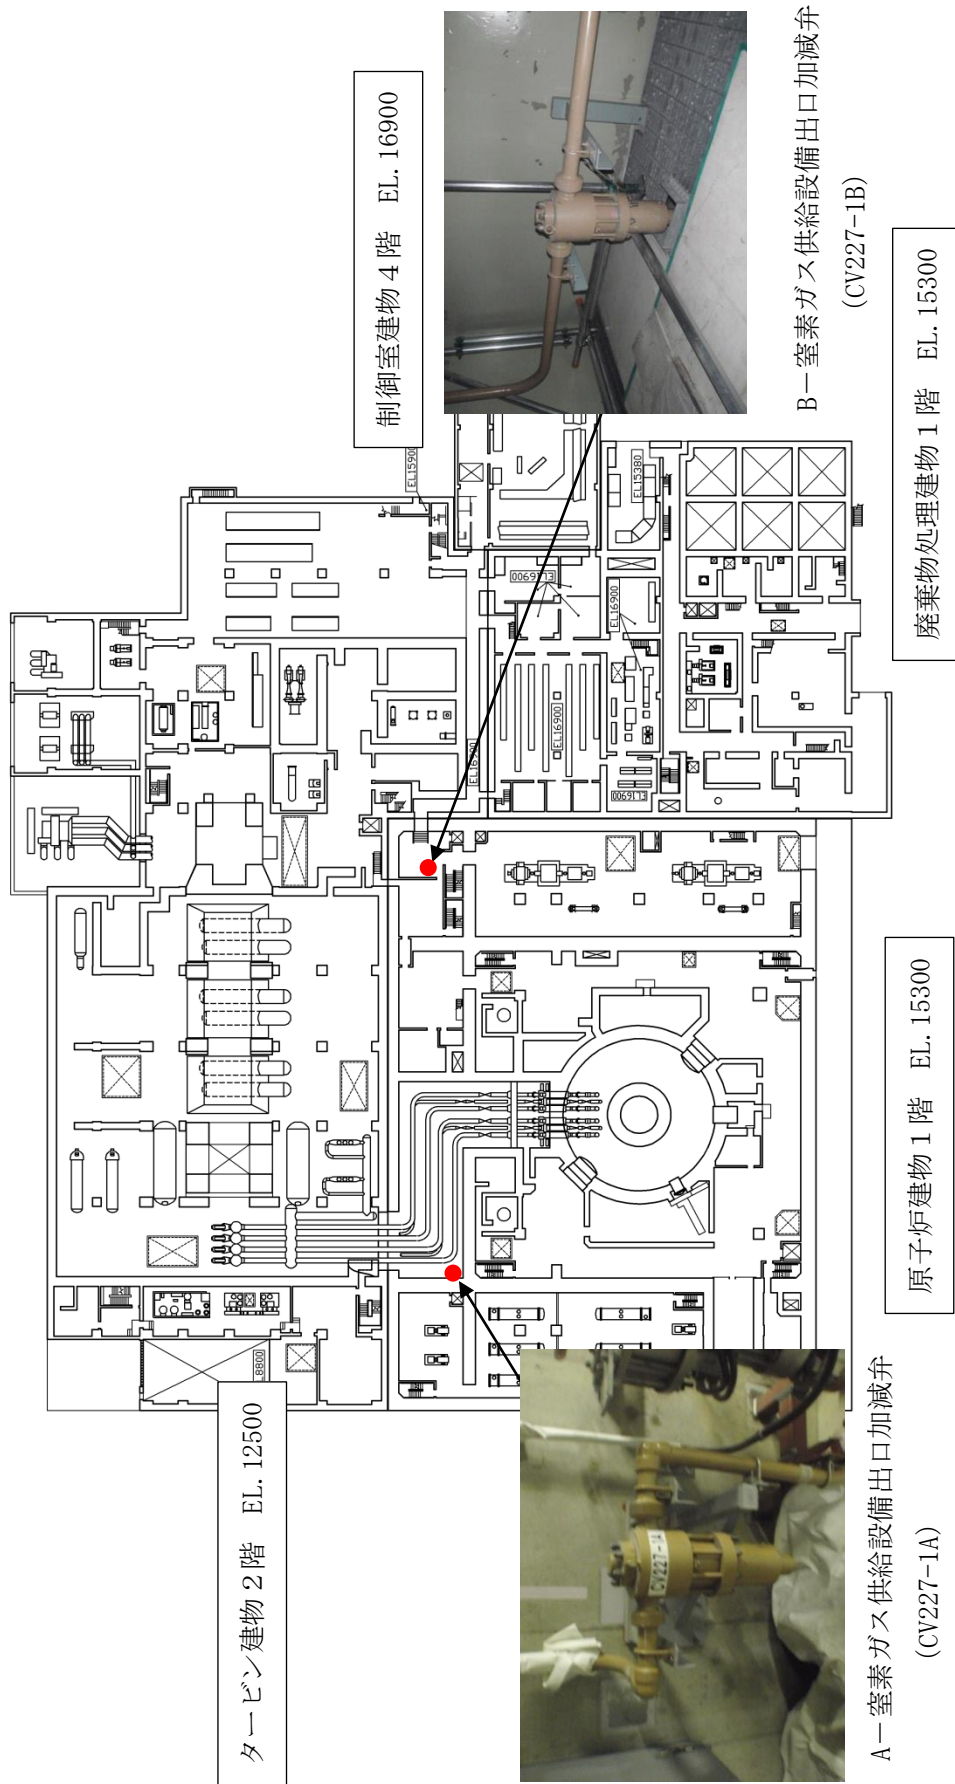 タービン建物２階　EL. 12500
原子炉建物１階　EL. 15300
制御室建物４階　EL. 16900
廃棄物処理建物１階　EL. 15300
A－窒素ガス供給設備出口加減弁
(CV227-1A)
B－窒素ガス供給設備出口加減弁
(CV227-1B)
CV227-1A
EL15900
EL15380
EL16900
EL16900
EL16900
EL16900
EL16900
8800